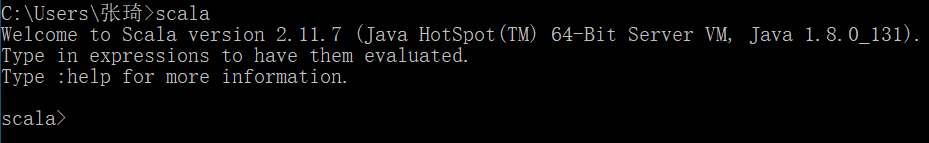 C:\Users\张琦>scala
Welcome to Scala version 2.11.7 (Java HotSpot(TM) 64-Bit Server VM, Java 1.8.0_131).
Type in expressions to have them evaluated.
Type :help for more information.
scala>